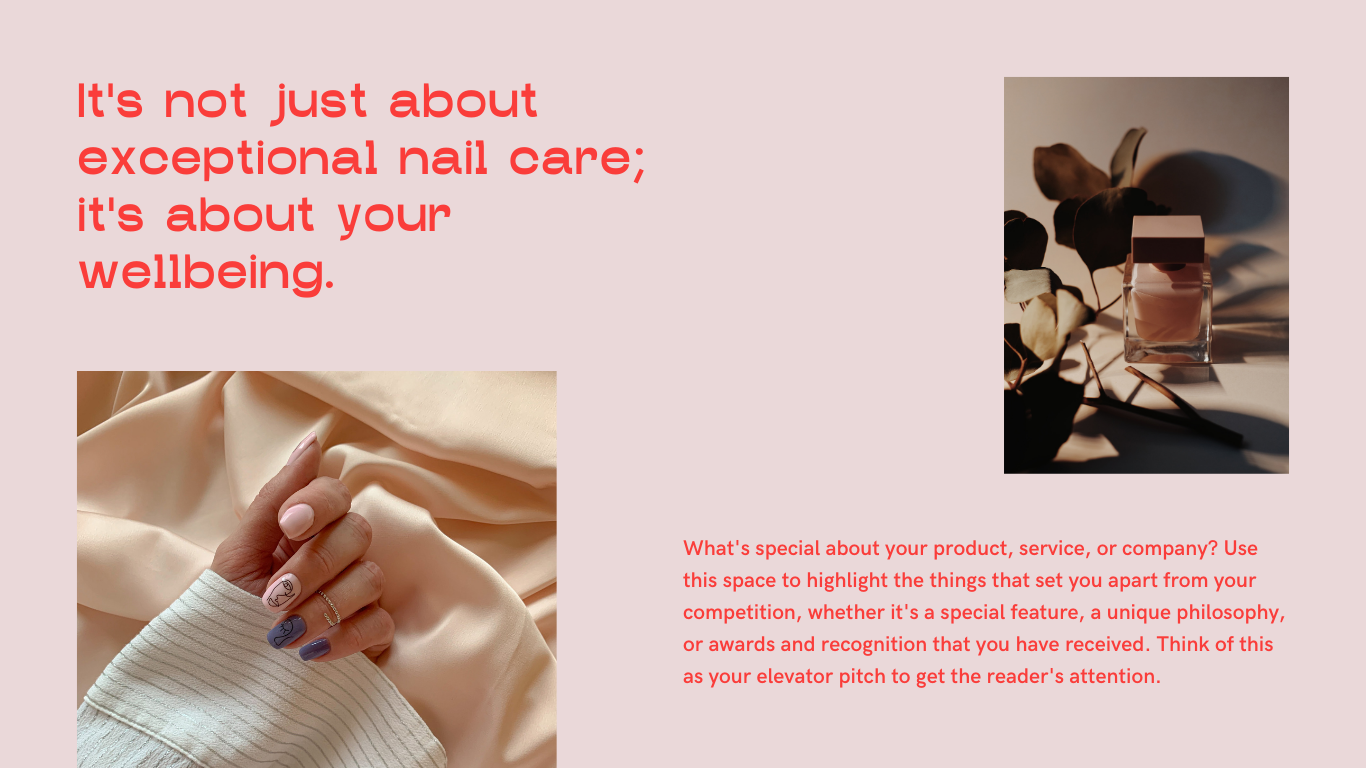 It's not just about
exceptional nail care;
it's about your
wellbeing.
What's special about your product, service, or company? Use
this space to highlight the things that set you apart from your
competition, whether it's a special feature, a unique philosophy,
or awards and recognition that you have received. Think of this
as your elevator pitch to get the reader's attention.